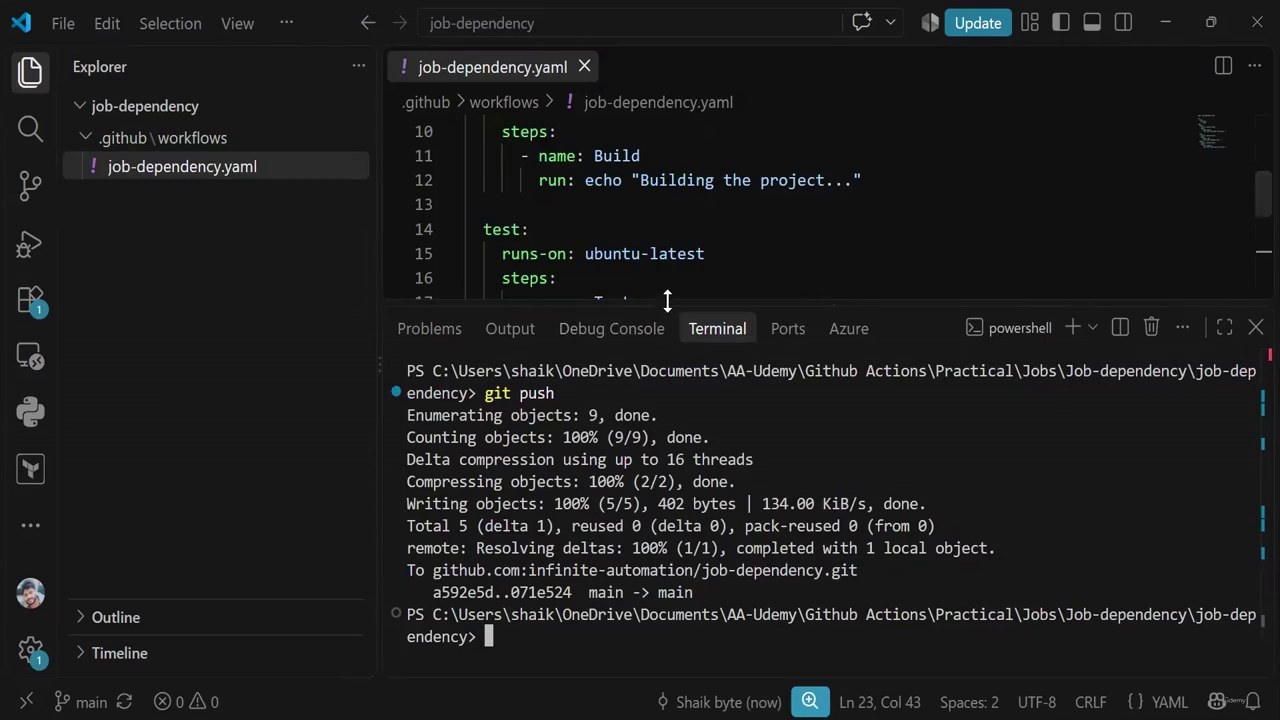 File Edit Selection View ··· job-dependency Update
Explorer ···
job-dependency
.github\workflows
! job-dependency.yaml
Outline
Timeline
! job-dependency.yaml
.github > workflows > ! job-dependency.yaml
10 steps:
11 - name: Build
12 run: echo "Building the project..."
13
14 test:
15 runs-on: ubuntu-latest
16 steps:
Problems Output Debug Console Terminal Ports Azure powershell
PS C:\Users\shaik\OneDrive\Documents\AA-Udemy\Github Actions\Practical\Jobs\Job-dependency\job-dep
endency> git push
Enumerating objects: 9, done.
Counting objects: 100% (9/9), done.
Delta compression using up to 16 threads
Compressing objects: 100% (2/2), done.
Writing objects: 100% (5/5), 402 bytes | 134.00 KiB/s, done.
Total 5 (delta 1), reused 0 (delta 0), pack-reused 0 (from 0)
remote: Resolving deltas: 100% (1/1), completed with 1 local object.
To github.com:infinite-automation/job-dependency.git
a592e5d..071e524 main -> main
PS C:\Users\shaik\OneDrive\Documents\AA-Udemy\Github Actions\Practical\Jobs\Job-dependency\job-dep
endency>
1
1
main 0 0 Shaik byte (now) Ln 23, Col 43 Spaces: 2 UTF-8 CRLF {} YAML Udemy